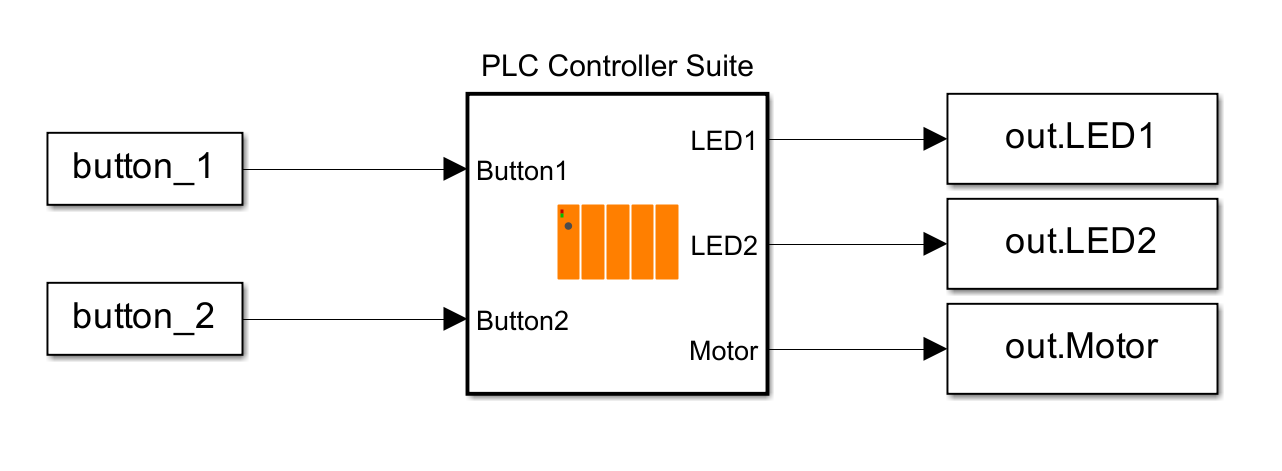 PLC Controller Suite
button_1
button_2
Button1
Button2
LED1
LED2
Motor
out.LED1
out.LED2
out.Motor